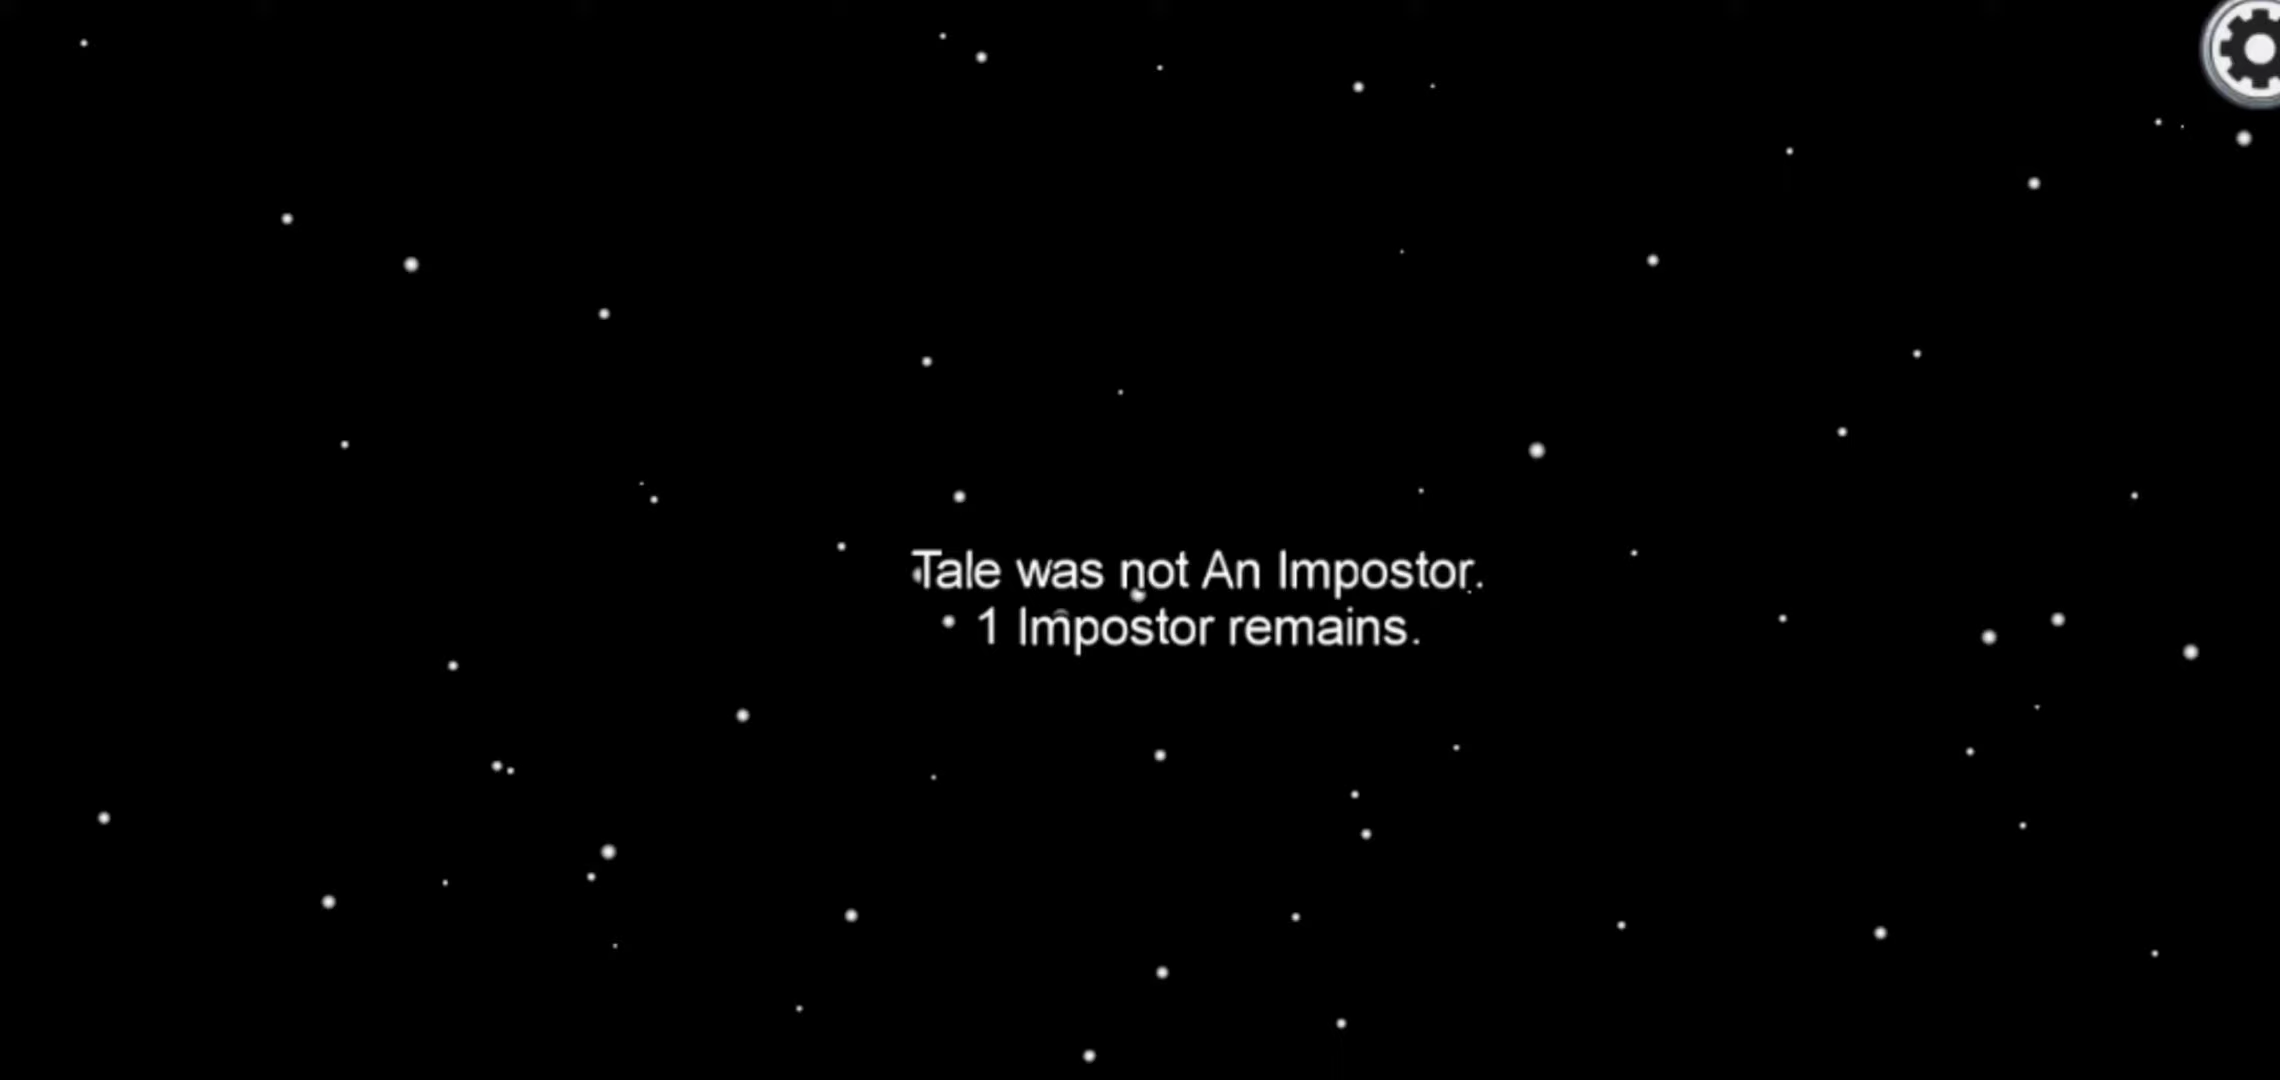 Tale was not An Impostor.
1 Impostor remains.